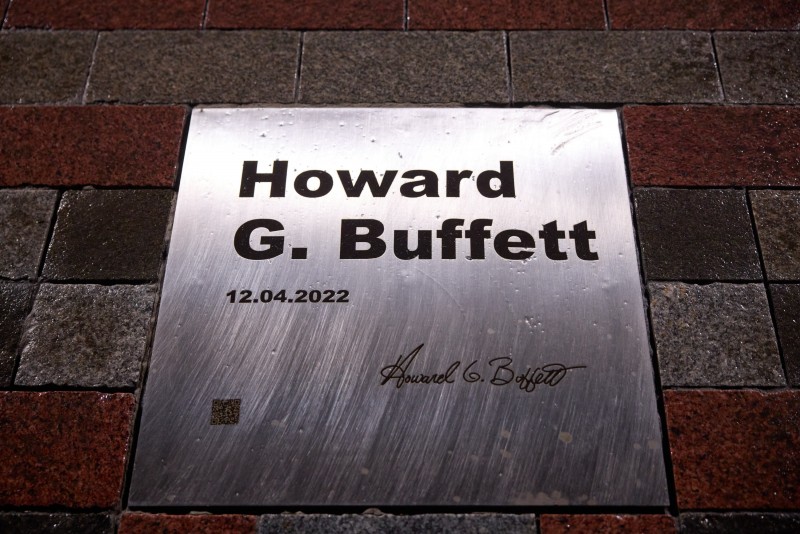 Howard
G. Buffett
12.04.2022
Howard G. Buffett